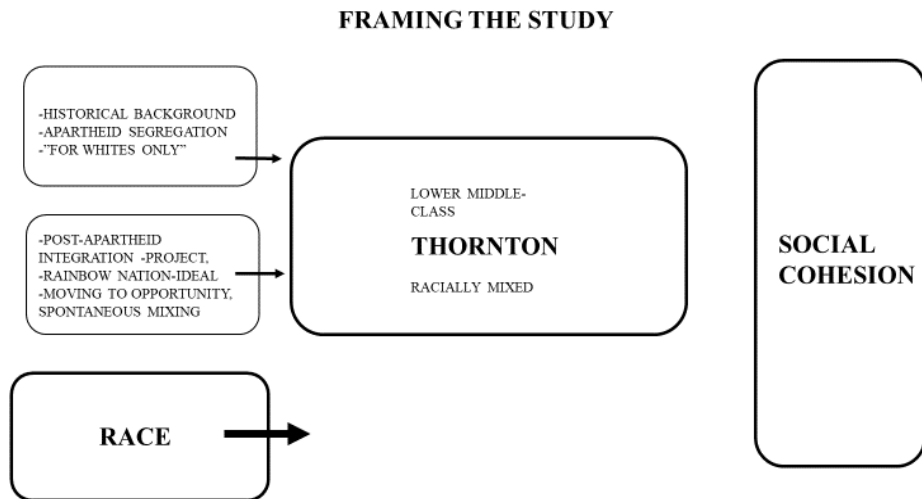 FRAMING THE STUDY
-HISTORICAL BACKGROUND
-APARTHEID SEGREGATION
-"FOR WHITES ONLY"
-POST-APARTHEID
INTEGRATION -PROJECT,
-RAINBOW NATION-IDEAL
-MOVING TO OPPORTUNITY,
SPONTANEOUS MIXING
RACE
LOWER MIDDLE-
CLASS
THORNTON
RACIALLY MIXED
SOCIAL
COHESION